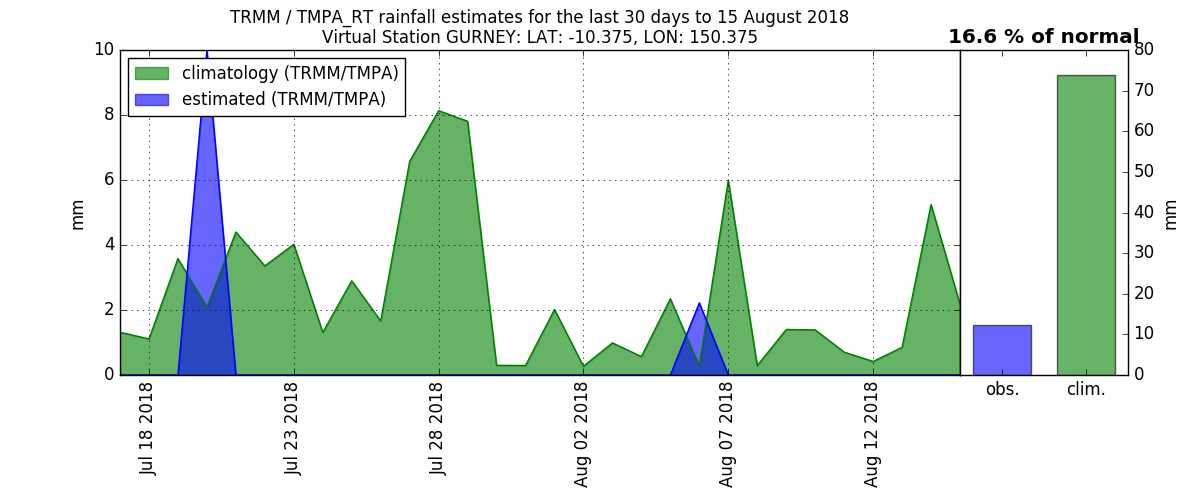 TRMM / TMPA_RT rainfall estimates for the last 30 days to 15 August 2018
Virtual Station GURNEY: LAT: -10.375, LON: 150.375
16.6 % of normal
climatology (TRMM/TMPA)
estimated (TRMM/TMPA)
mm
10
8
6
4
2
0
Jul 18 2018
Jul 23 2018
Jul 28 2018
Aug 02 2018
Aug 07 2018
Aug 12 2018
obs.
clim.
80
70
60
50
40
30
20
10
0
mm